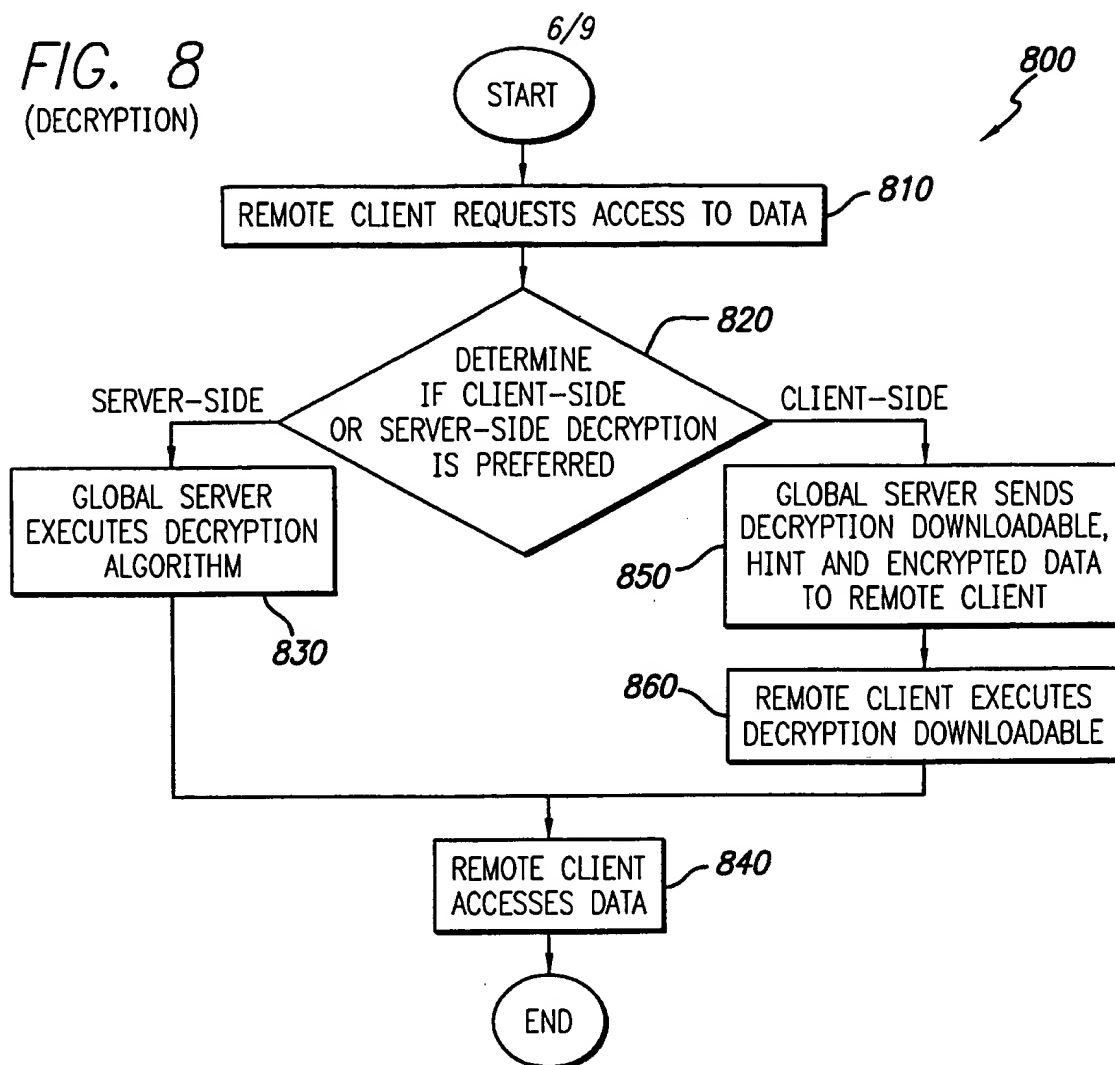 6/9
FIG. 8
(DECRYPTION)
800
START
REMOTE CLIENT REQUESTS ACCESS TO DATA
810
820
DETERMINE
IF CLIENT-SIDE
OR SERVER-SIDE DECRYPTION
IS PREFERRED
SERVER-SIDE
CLIENT-SIDE
GLOBAL SERVER
EXECUTES DECRYPTION
ALGORITHM
830
GLOBAL SERVER SENDS
DECRYPTION DOWNLOADABLE,
HINT AND ENCRYPTED DATA
TO REMOTE CLIENT
850
860
REMOTE CLIENT EXECUTES
DECRYPTION DOWNLOADABLE
REMOTE CLIENT
ACCESSES DATA
840
END